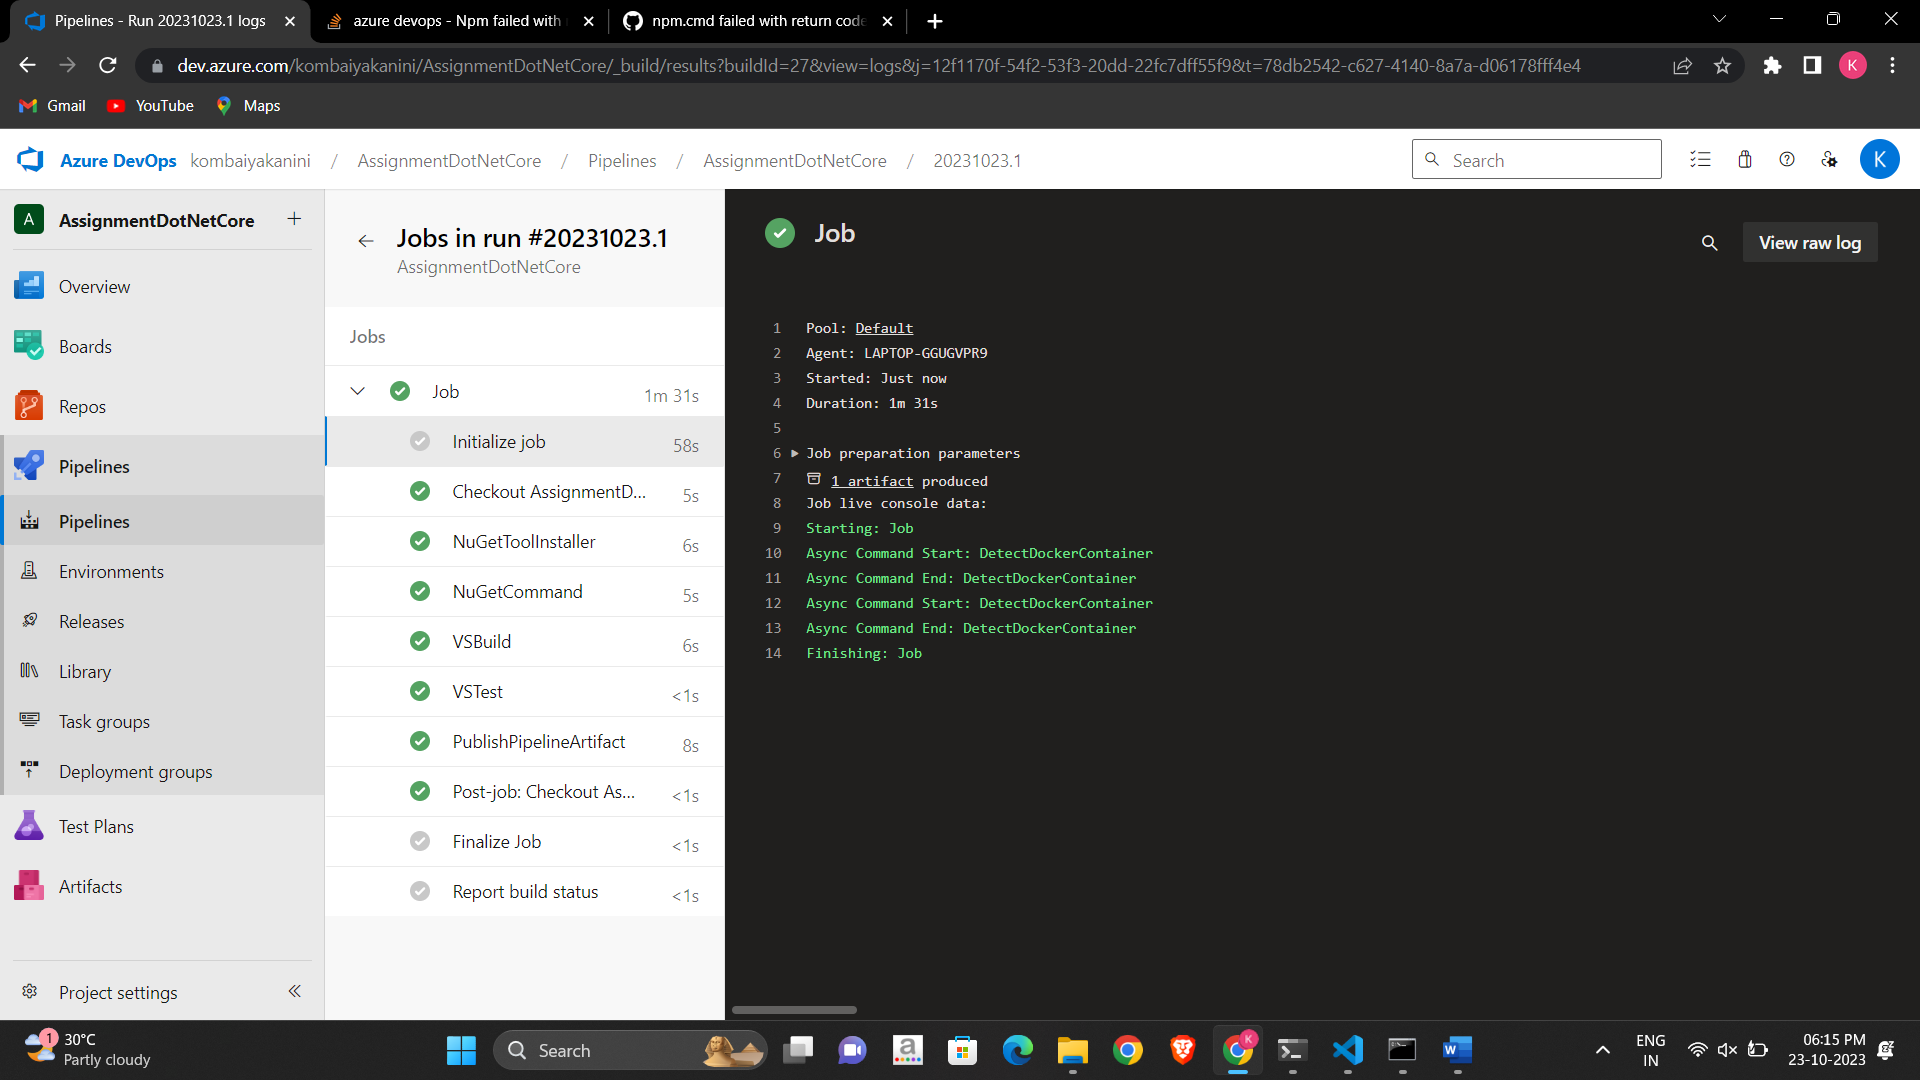 Pipelines - Run 20231023.1 logs
azure devops - Npm failed with
npm.cmd failed with return code
dev.azure.com/kombaiyakanini/AssignmentDotNetCore/_build/results?buildId=27&view=logs&j=12f1170f-54f2-53f3-20dd-22fc7dff55f9&t=78db2542-c627-4140-8a7a-d06178fff4e4
K
Gmail
YouTube
Maps
Azure DevOps
kombaiyakanini / AssignmentDotNetCore / Pipelines / AssignmentDotNetCore / 20231023.1
Search
K
A
AssignmentDotNetCore
Overview
Boards
Repos
Pipelines
Pipelines
Environments
Releases
Library
Task groups
Deployment groups
Test Plans
Artifacts
Project settings
Jobs in run #20231023.1
AssignmentDotNetCore
Jobs
Job 1m 31s
Initialize job 58s
Checkout AssignmentD... 5s
NuGetToolInstaller 6s
NuGetCommand 5s
VSBuild 6s
VSTest <1s
PublishPipelineArtifact 8s
Post-job: Checkout As... <1s
Finalize Job <1s
Report build status <1s
Job
View raw log
1 Pool: Default
2 Agent: LAPTOP-GGUGVPR9
3 Started: Just now
4 Duration: 1m 31s
5
6 Job preparation parameters
7 1 artifact produced
8 Job live console data:
9 Starting: Job
10 Async Command Start: DetectDockerContainer
11 Async Command End: DetectDockerContainer
12 Async Command Start: DetectDockerContainer
13 Async Command End: DetectDockerContainer
14 Finishing: Job
1
30°C
Partly cloudy
Search
a
K
W
ENG
IN
06:15 PM
23-10-2023